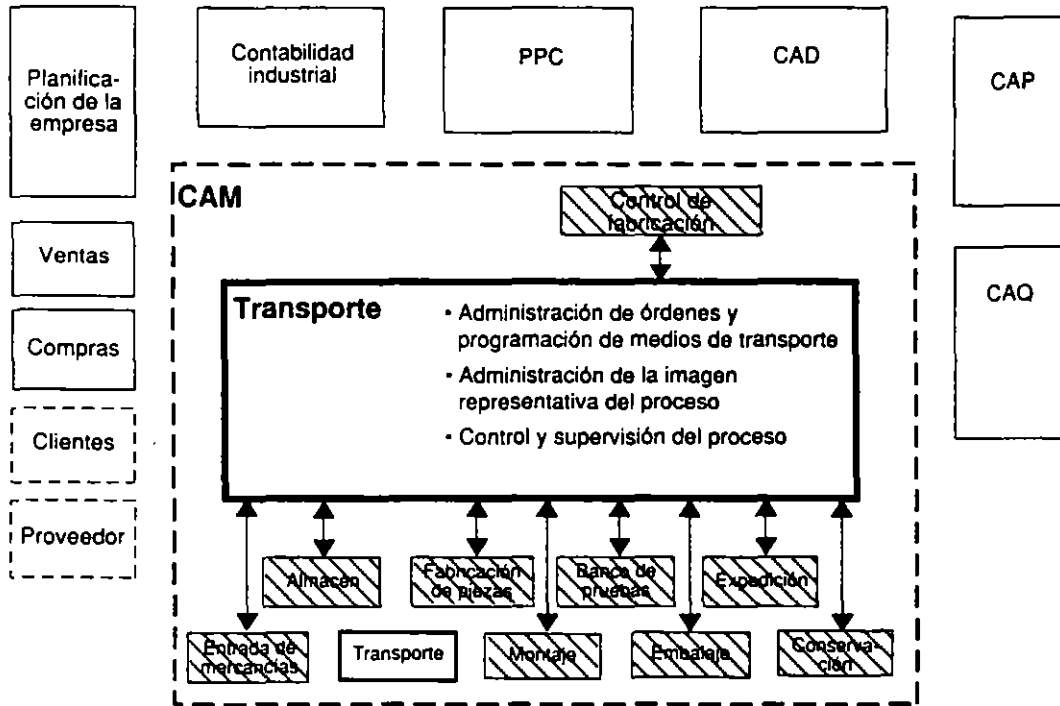 Planifica-
ción de la
empresa
Contabilidad
industrial
PPC
CAD
CAP
CAM
Control de
fabricación
Ventas
Compras
Clientes
Proveedor
CAQ
Transporte
· Administración de órdenes y
programación de medios de transporte
· Administración de la imagen
representativa del proceso
· Control y supervisión del proceso
Almacén
Fabricación
de piezas
Banco de
pruebas
Expedición
Entrada de
mercancías
Transporte
Montaje
Embalaje
Conserva-
ción